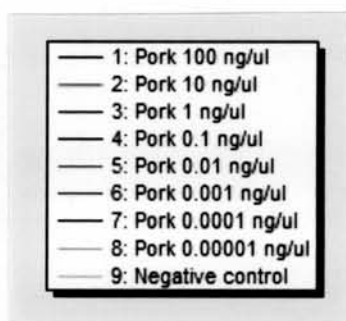 1: Pork 100 ng/ul
2: Pork 10 ng/ul
3: Pork 1 ng/ul
4: Pork 0.1 ng/ul
5: Pork 0.01 ng/ul
6: Pork 0.001 ng/ul
7: Pork 0.0001 ng/ul
8: Pork 0.00001 ng/ul
9: Negative control